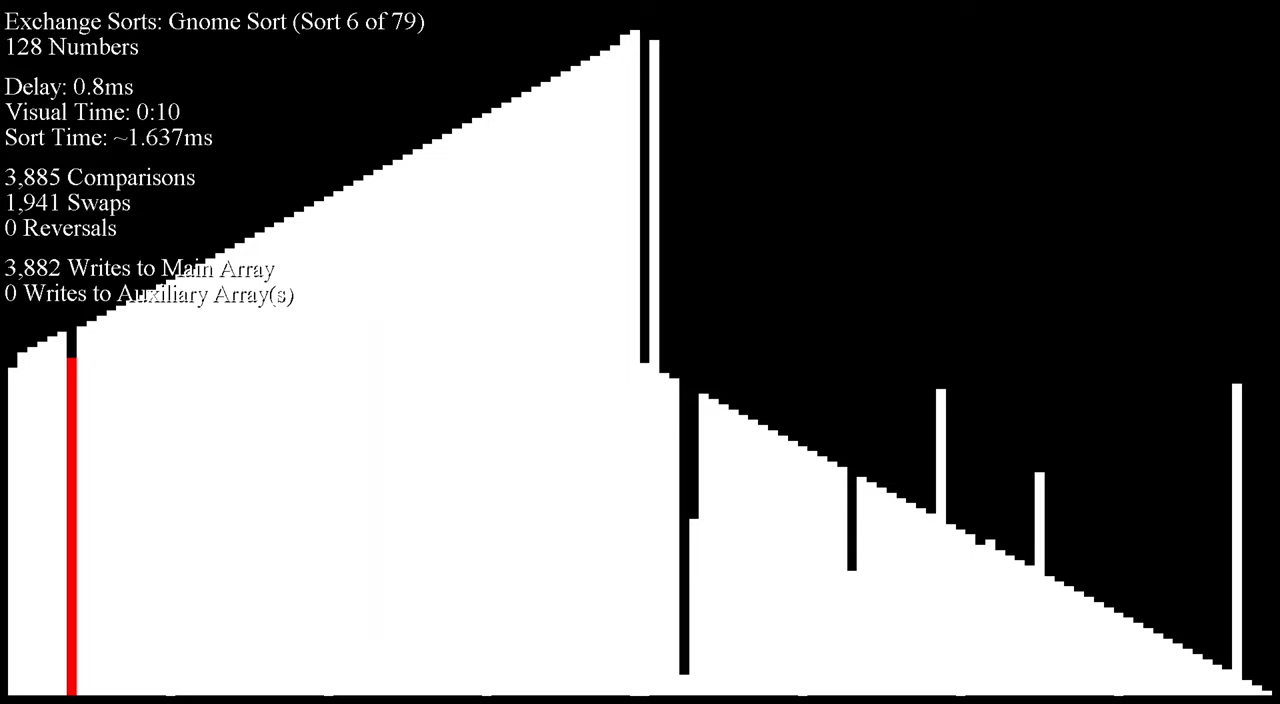 Exchange Sorts: Gnome Sort (Sort 6 of 79)
128 Numbers
Delay: 0.8ms
Visual Time: 0:10
Sort Time: ~1.637ms
3,885 Comparisons
1,941 Swaps
0 Reversals
3,882 Writes to Main Array
0 Writes to Auxiliary Array(s)